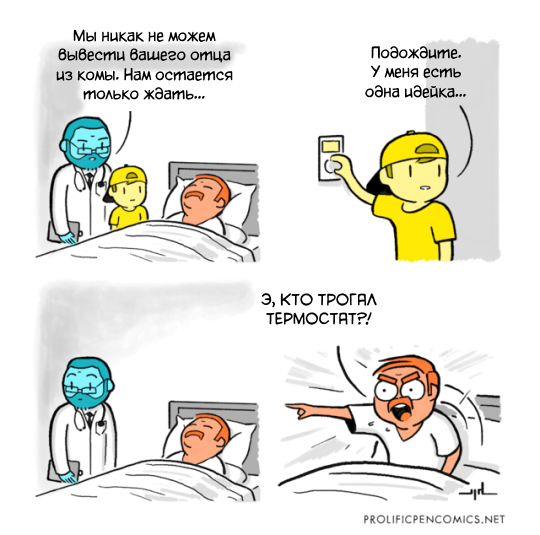 Мы никак не можем
вывести вашего отца
из комы. Нам остается
только ждать...
Подождите.
У меня есть
одна идейка...
Э, КТО ТРОГАЛ
ТЕРМОСТАТ?!
PROLIFICPENCOMICS.NET